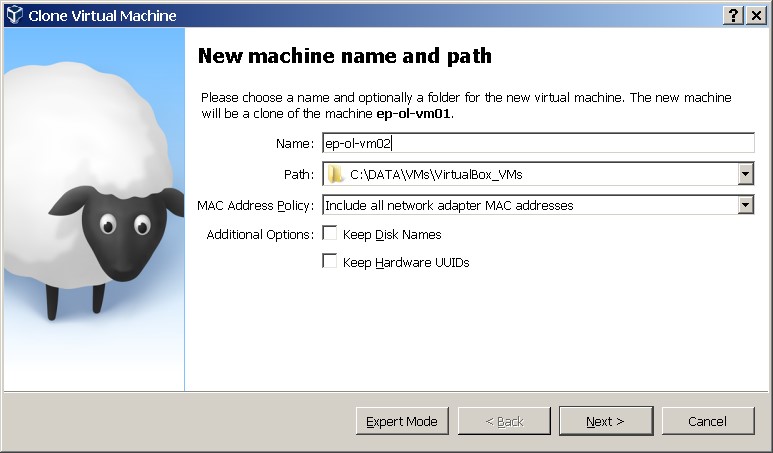 Clone Virtual Machine
New machine name and path
Please choose a name and optionally a folder for the new virtual machine. The new machine
will be a clone of the machine ep-ol-vm01.
Name: ep-ol-vm02
Path: C:\DATA\VMs\VirtualBox_VMs
MAC Address Policy: Include all network adapter MAC addresses
Additional Options: Keep Disk Names
Keep Hardware UUIDs
Expert Mode < Back Next > Cancel